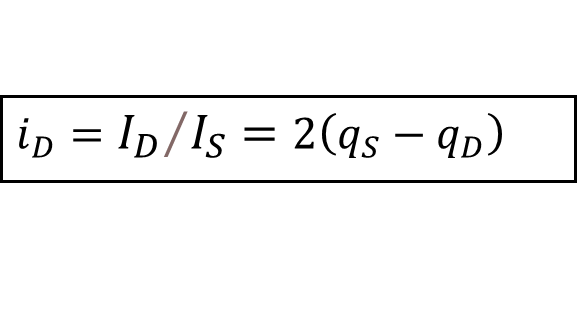 i_D = I_D/I_S = 2(q_S − q_D)